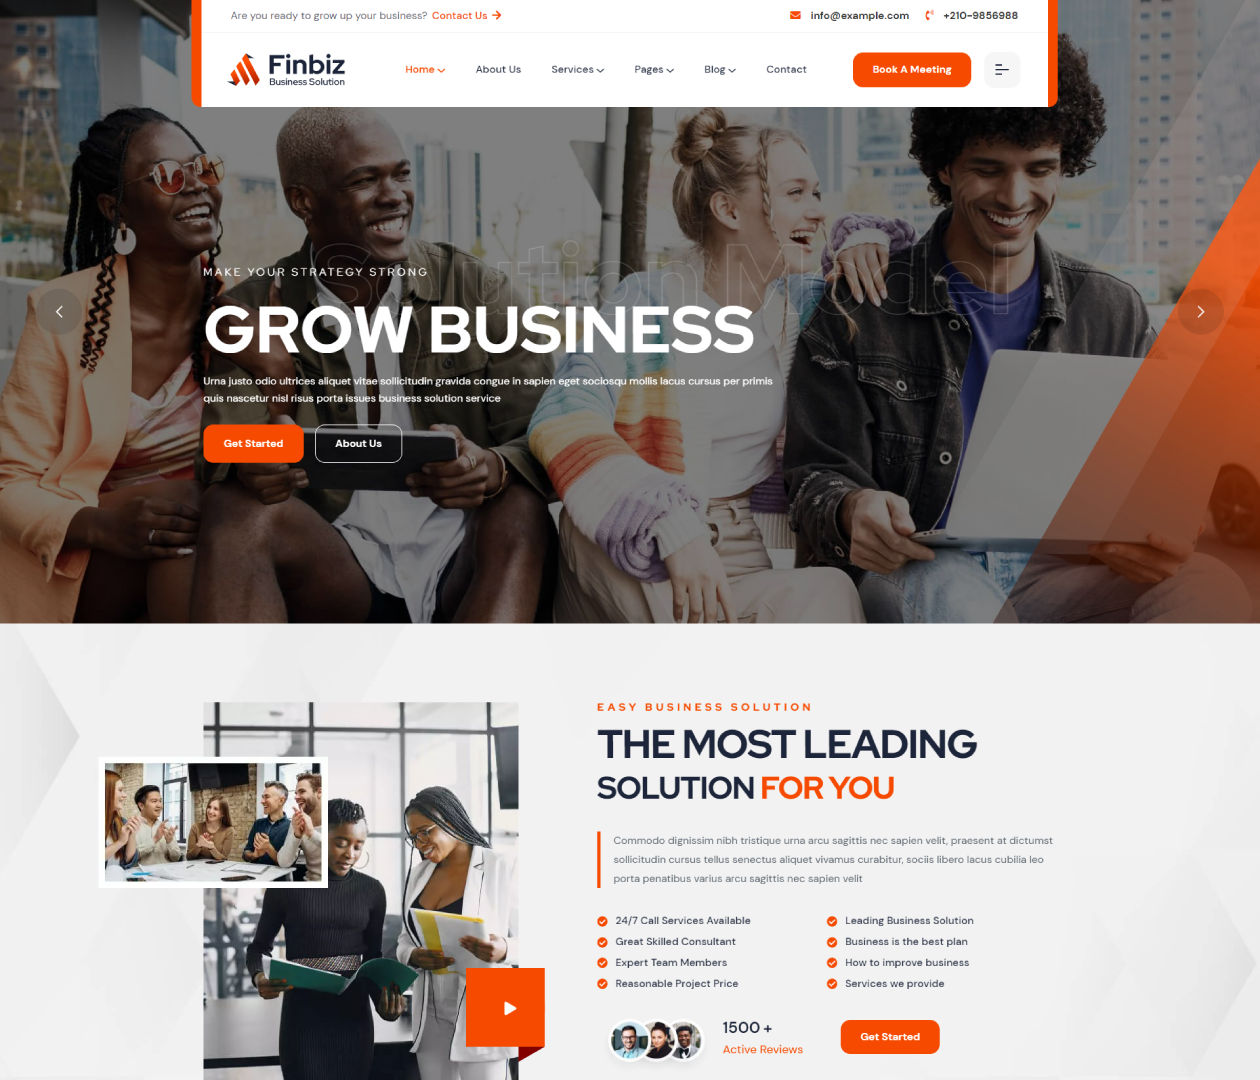 Are you ready to grow up your business? Contact Us
info@example.com
+210-9856988
Finbiz
Business Solution
Home
About Us
Services
Pages
Blog
Contact
Book A Meeting
Solution Model
MAKE YOUR STRATEGY STRONG
GROW BUSINESS
Urna justo odio ultrices aliquet vitae sollicitudin gravida congue in sapien eget sociosqu mollis lacus cursus per primis
quis nascetur nisl risus porta issues business solution service
Get Started
About Us
EASY BUSINESS SOLUTION
THE MOST LEADING
SOLUTION FOR YOU
Commodo dignissim nibh tristique urna arcu sagittis nec sapien velit, praesent at dictumst
sollicitudin cursus tellus senectus aliquet vivamus curabitur, sociis libero lacus cubilia leo
porta penatibus varius arcu sagittis nec sapien velit
24/7 Call Services Available
Great Skilled Consultant
Expert Team Members
Reasonable Project Price
Leading Business Solution
Business is the best plan
How to improve business
Services we provide
1500 +
Active Reviews
Get Started